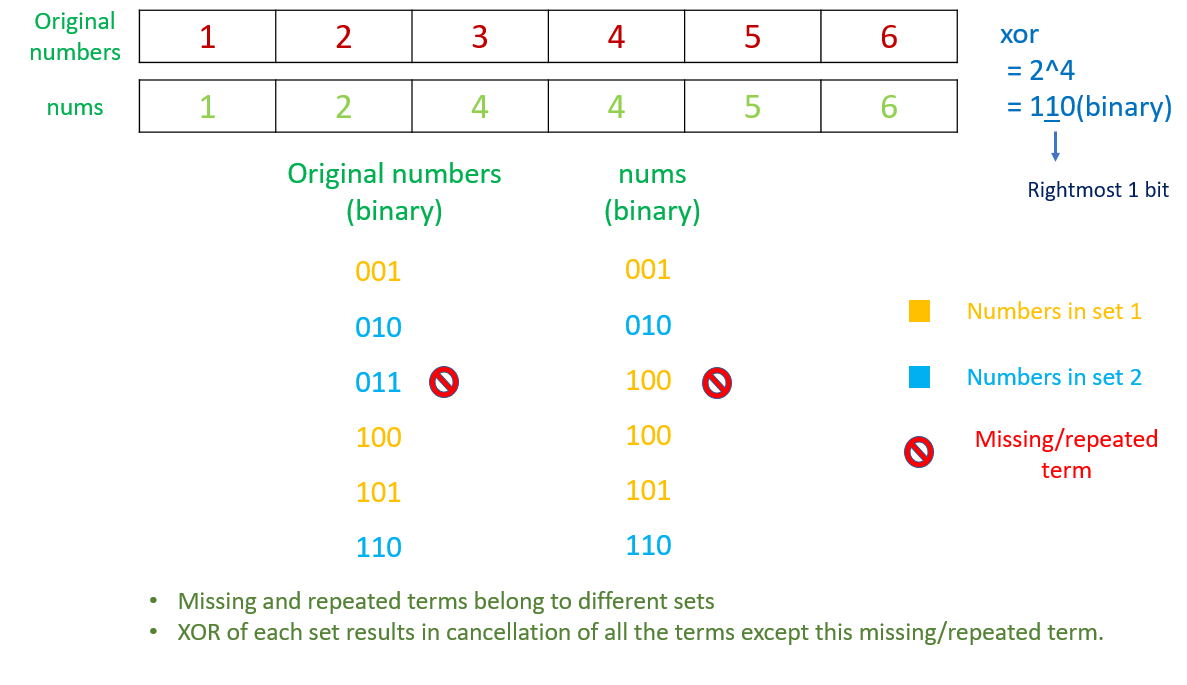 Original numbers
1 2 3 4 5 6
nums
1 2 4 4 5 6
xor
= 2^4
= 110(binary)
Rightmost 1 bit
Original numbers
(binary)
nums
(binary)
001 001
010 010
011 100
100 100
101 101
110 110
Numbers in set 1
Numbers in set 2
Missing/repeated
term
• Missing and repeated terms belong to different sets
• XOR of each set results in cancellation of all the terms except this missing/repeated term.